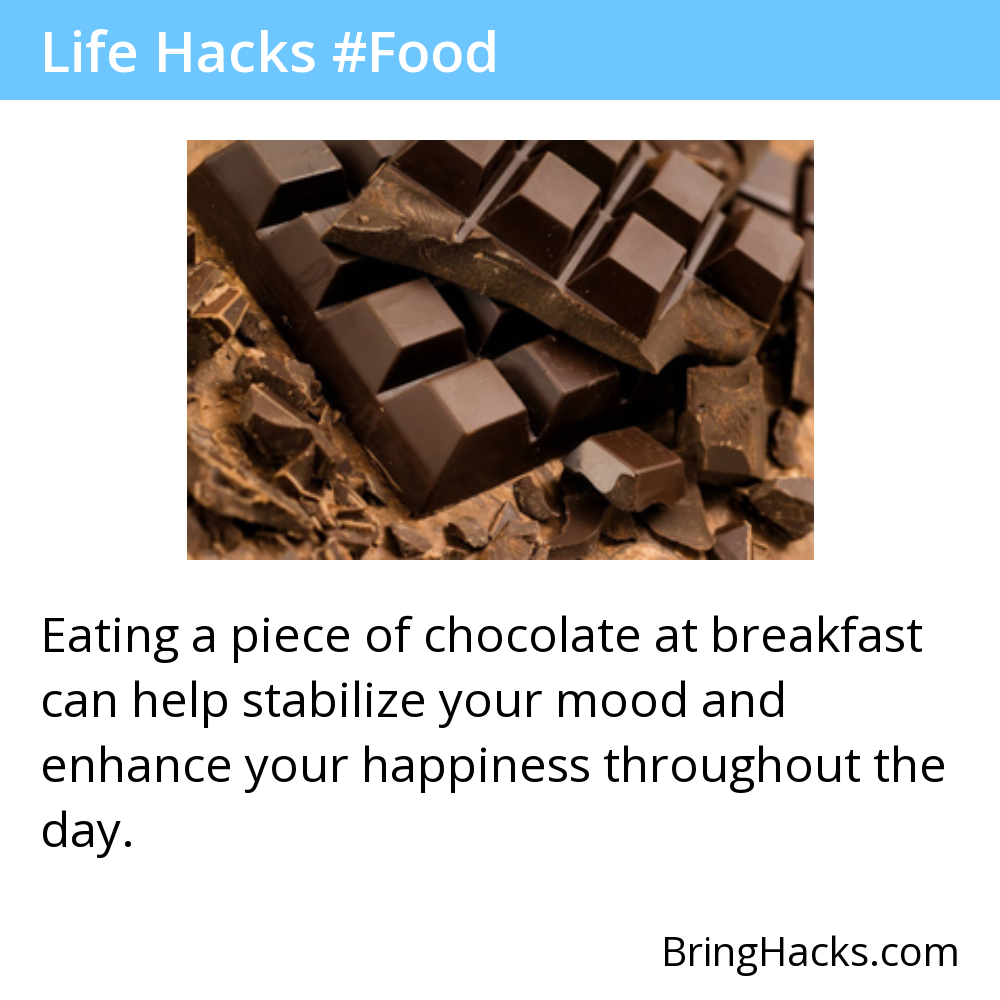 Life Hacks #Food
Eating a piece of chocolate at breakfast
can help stabilize your mood and
enhance your happiness throughout the
day.
BringHacks.com